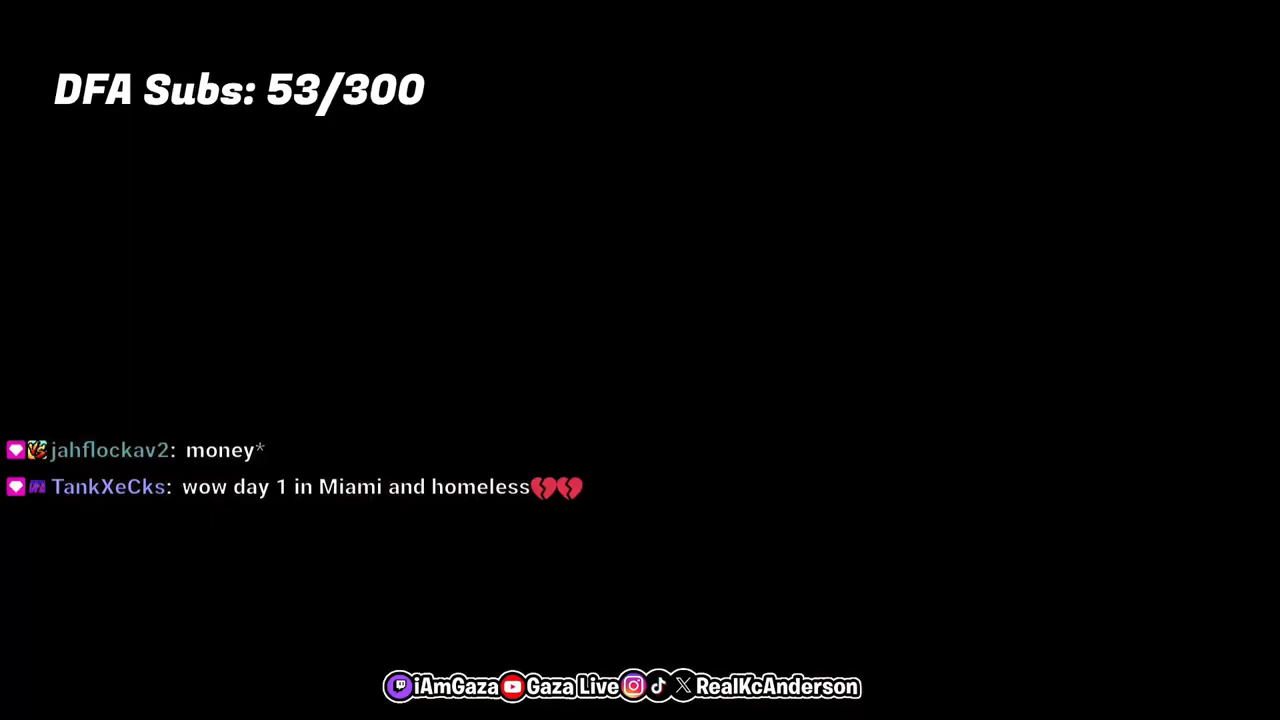 DFA Subs: 53/300
jahflockav2: money*
TankXeCks: wow day 1 in Miami and homeless💔💔
iAmGaza Gaza Live RealKcAnderson